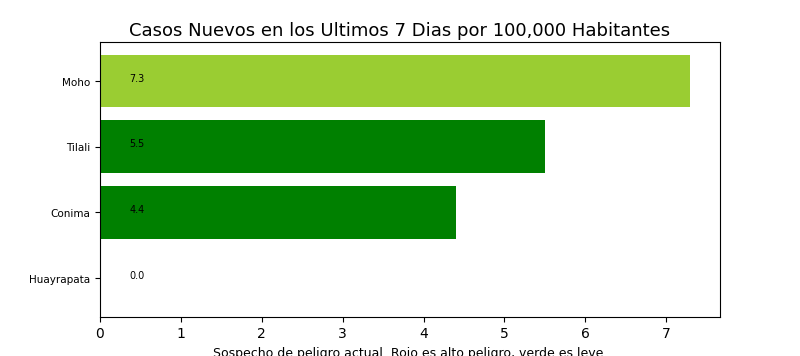 Casos Nuevos en los Ultimos 7 Dias por 100,000 Habitantes
Moho 7.3
Tilali 5.5
Conima 4.4
Huayrapata 0.0
0 1 2 3 4 5 6 7
Sospecho de peligro actual. Rojo es alto peligro, verde es leve